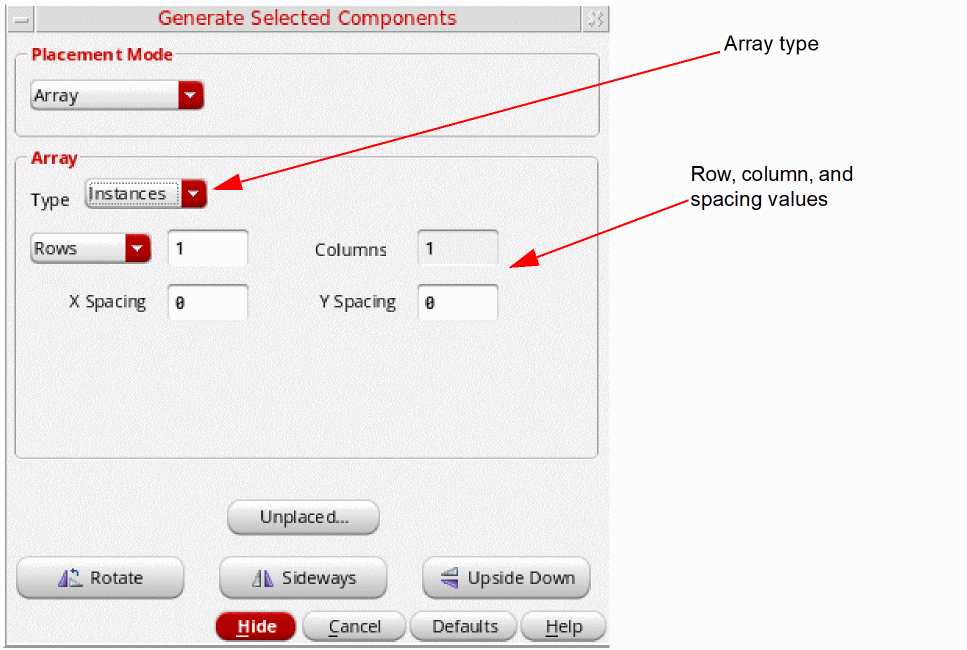 Generate Selected Components
Placement Mode
Array
Array type
Array
Type Instances
Row, column, and
spacing values
Rows 1 Columns 1
X Spacing 0 Y Spacing 0
Unplaced...
Rotate Sideways Upside Down
Hide Cancel Defaults Help